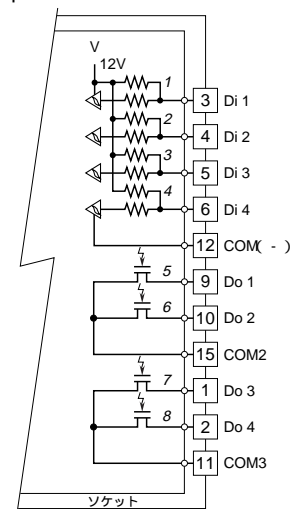 V
12V
1
3 Di 1
2
4 Di 2
3
5 Di 3
4
6 Di 4
12 COM( - )
5
9 Do 1
6
10 Do 2
15 COM2
7
1 Do 3
8
2 Do 4
11 COM3
ソケット